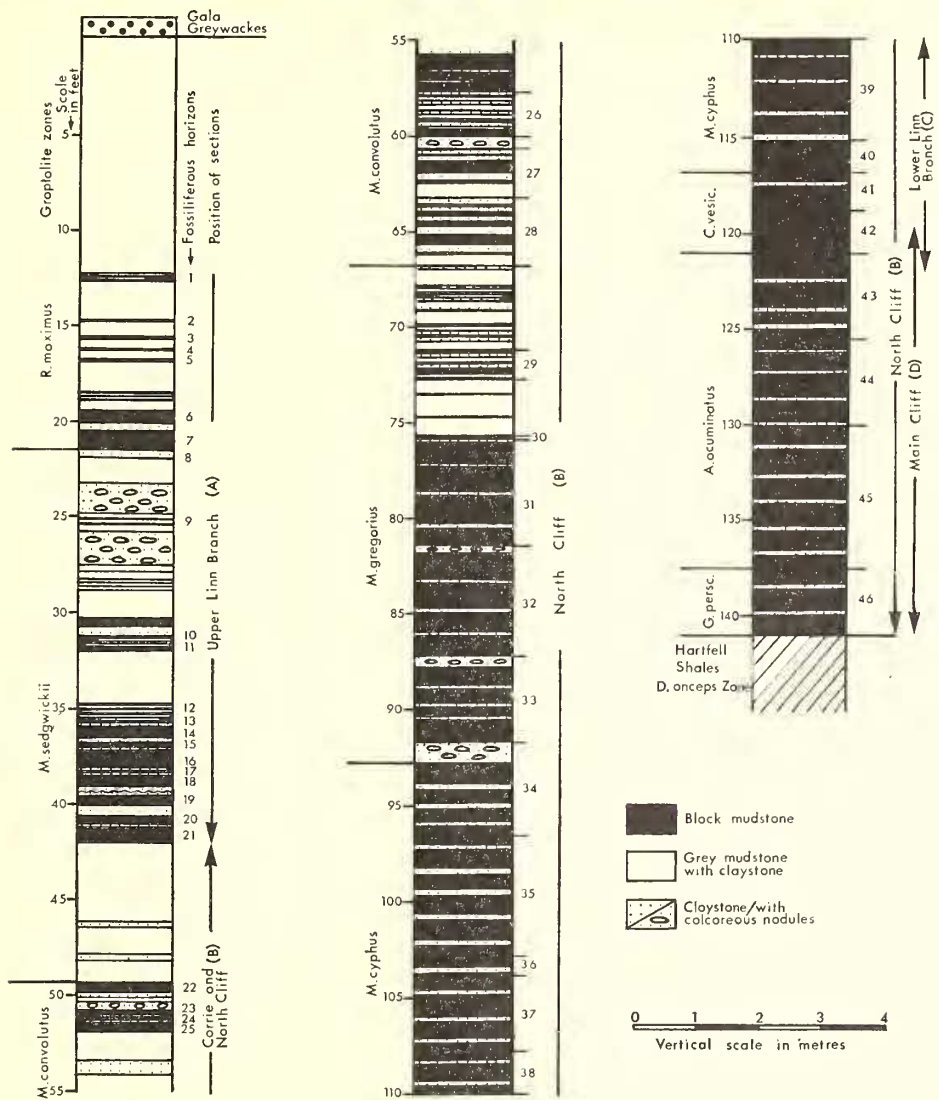 Gala
Greywackes
Graptolite zones
Scale
in feet
Fossiliferous horizons
Position of sections
5
10
15
20
25
30
35
40
45
50
55
R.maximus
M.sedgwickii
M.convolutus
1
2
3
4
5
6
7
8
9
10
11
12
13
14
15
16
17
18
19
20
21
22
23
24
25
Upper Linn Branch (A)
Corrie and
North Cliff (B)
55
60
65
70
75
80
85
90
95
100
105
110
M.convolutus
M.gregarius
M.cyphus
26
27
28
29
30
31
32
33
34
35
36
37
38
North Cliff (B)
110
115
120
125
130
135
140
M.cyphus
C.vesic.
A.acuminatus
G.persc.
39
40
41
42
43
44
45
46
Lower Linn
Branch (C)
North Cliff (B)
Main Cliff (D)
Hartfell
Shales
D. anceps Zo
Black mudstone
Grey mudstone
with claystone
Claystone/with
calcareous nodules
0 1 2 3 4
Vertical scale in metres